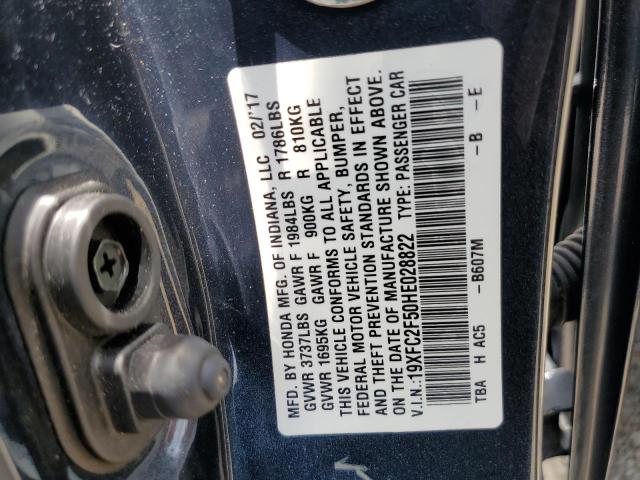 MFD. BY HONDA MFG. OF INDIANA, LLC 02/'17
GVWR 3737LBS GAWR F 1984LBS R 1786LBS
GVWR 1695KG GAWR F 900KG R 810KG
THIS VEHICLE CONFORMS TO ALL APPLICABLE
FEDERAL MOTOR VEHICLE SAFETY, BUMPER,
AND THEFT PREVENTION STANDARDS IN EFFECT
ON THE DATE OF MANUFACTURE SHOWN ABOVE.
V.I.N.:19XFC2F50HE028822 TYPE: PASSENGER CAR
TBA H AC5 -B607M -B -E